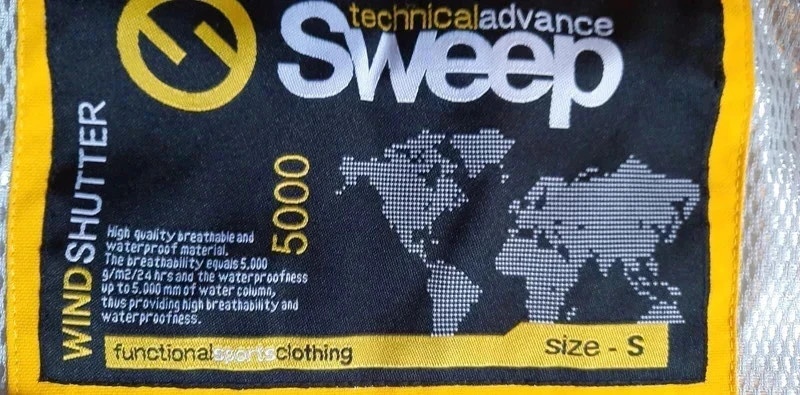 technicaladvance
Sweep
WINDSHUTTER
5000
High quality breathable and
waterproof material.
The breathability equals 5.000
g/m2/24 hrs and the waterproofness
up to 5.000 mm of water column,
thus providing high breathability and
waterproofness.
functionalsportsclothing
size - S